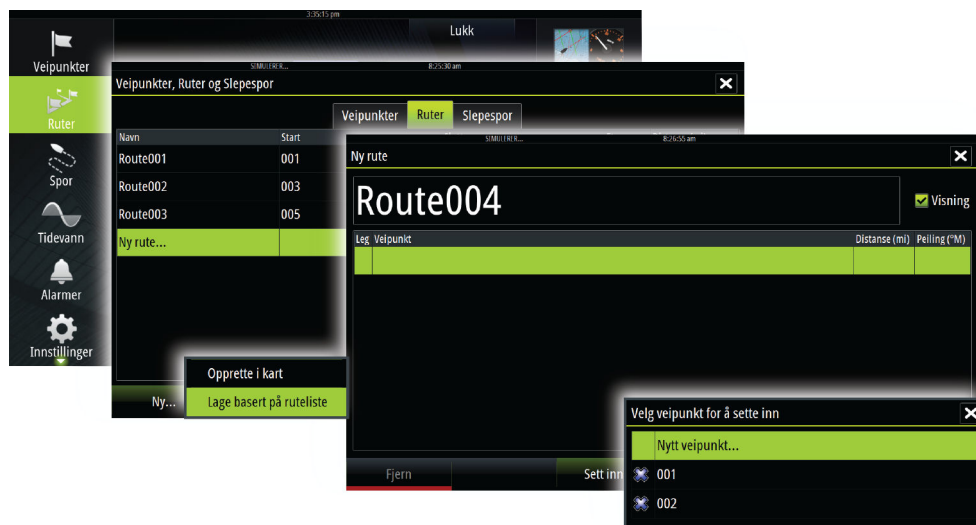 3:35:15 pm
Lukk
Veipunkter
Ruter
Spor
Tidevann
Alarmer
Innstillinger
SIMULERER... 8:25:30 am
Veipunkter, Ruter og Slepespor
Veipunkter Ruter Slepespor
Navn Start
Route001 001
Route002 003
Route003 005
Ny rute...
Opprette i kart
Ny... Lage basert på ruteliste
SIMULERER... 8:26:55 am
Ny rute
Route004 Visning
Leg Veipunkt Distanse (mi) Peiling (°M)
Fjern Sett inn
Velg veipunkt for å sette inn
Nytt veipunkt...
001
002